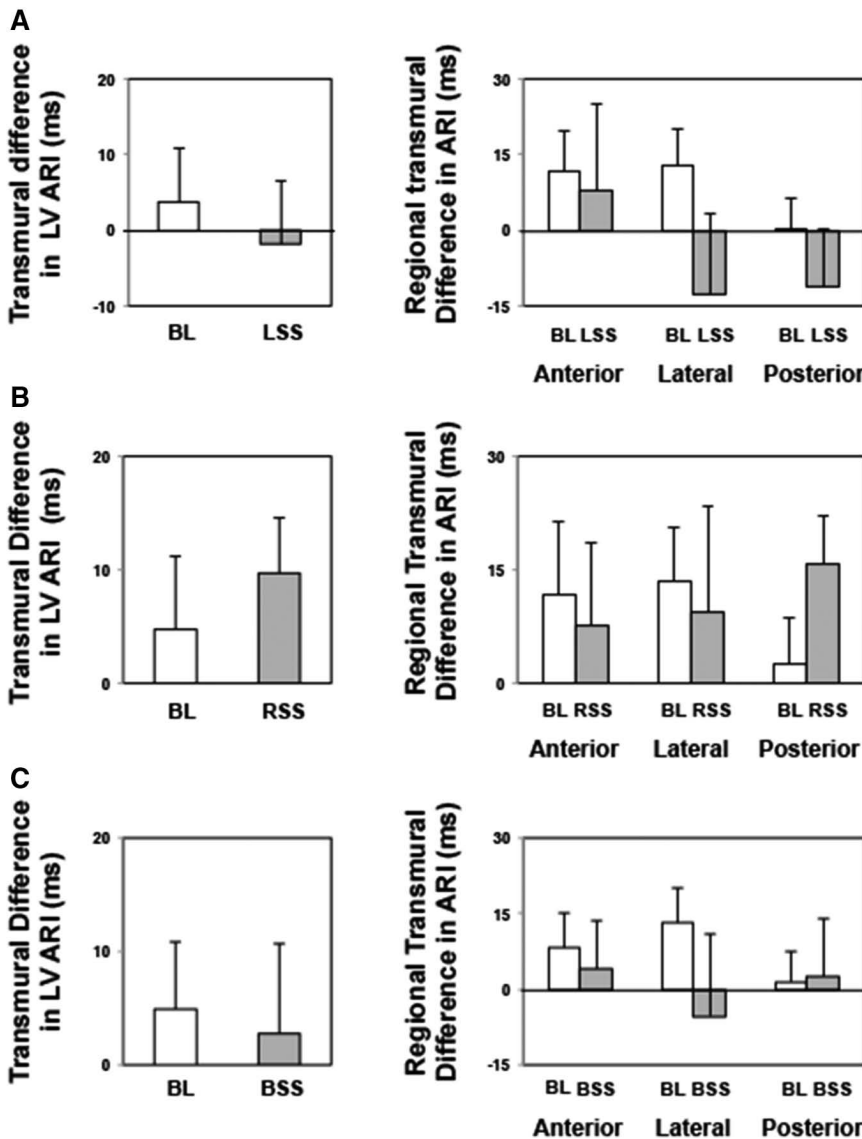 A
Transmural difference
in LV ARI (ms)
20
10
0
-10
BL LSS
Regional transmural
Difference in ARI (ms)
30
15
0
-15
BL LSS BL LSS BL LSS
Anterior Lateral Posterior
B
Transmural Difference
in LV ARI (ms)
20
10
0
BL RSS
Regional Transmural
Difference in ARI (ms)
30
15
0
BL RSS BL RSS BL RSS
Anterior Lateral Posterior
C
Transmural Difference
in LV ARI (ms)
20
10
0
BL BSS
Regional Transmural
Difference in ARI (ms)
30
15
0
-15
BL BSS BL BSS BL BSS
Anterior Lateral Posterior